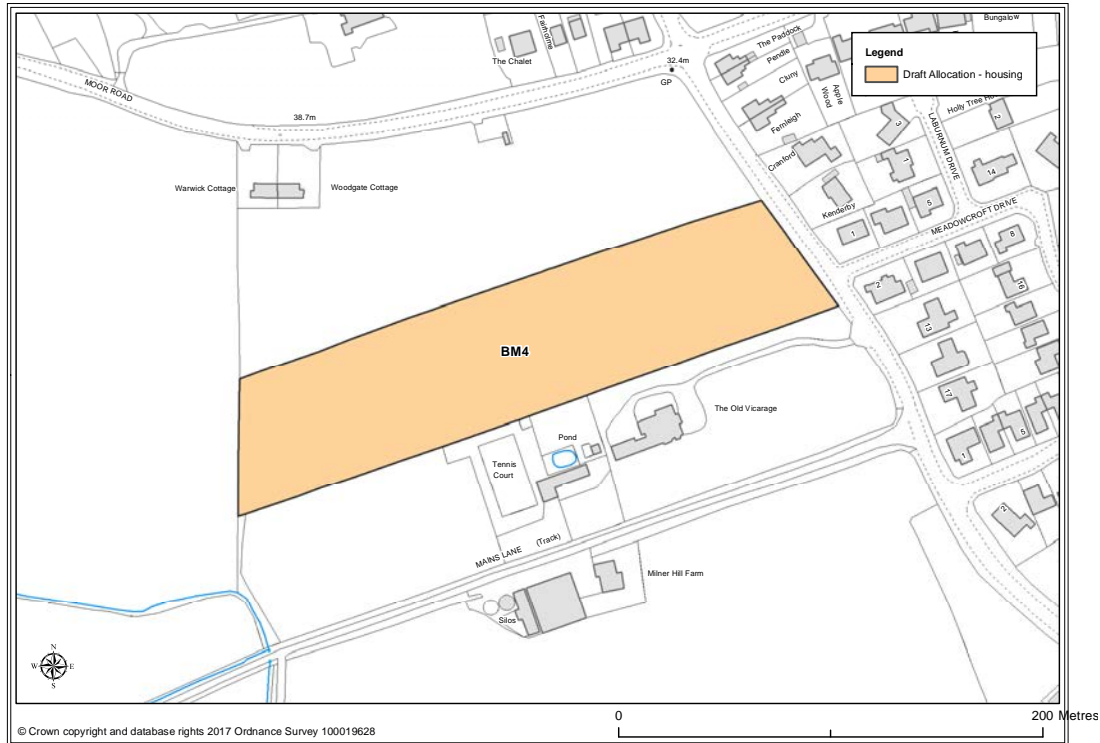 Legend
Draft Allocation - housing
Bungalow
The Paddock
Pendle
Fairholme
The Chalet
32.4m
GP
Cluny
Apple
Wood
MOOR ROAD
38.7m
Fernleigh
3
LABURNUM DRIVE
2
Cranford
1
14
Warwick Cottage
Woodgate Cottage
Kenderby
5
1
MEADOWCROFT DRIVE
8
2
16
13
BM4
17
The Old Vicarage
Pond
5
1
Tennis
Court
2
MAINS LANE (Track)
Milner Hill Farm
Silos
N
W E
S
0
200 Metres
© Crown copyright and database rights 2017 Ordnance Survey 100019628